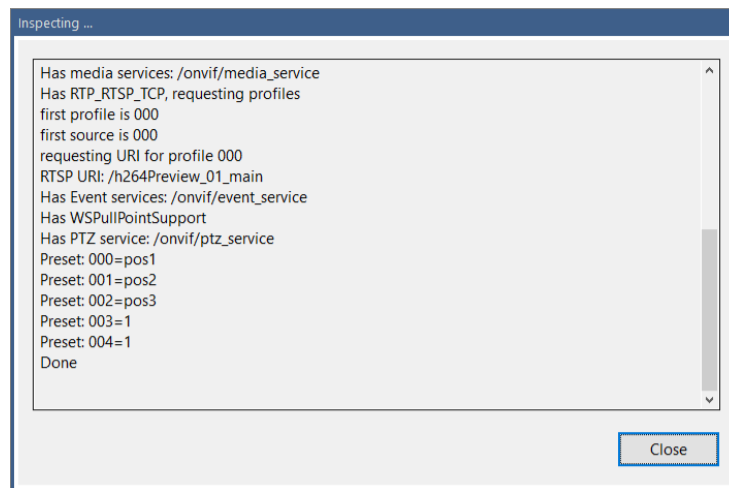 Inspecting ...
Has media services: /onvif/media_service
Has RTP_RTSP_TCP, requesting profiles
first profile is 000
first source is 000
requesting URI for profile 000
RTSP URI: /h264Preview_01_main
Has Event services: /onvif/event_service
Has WSPullPointSupport
Has PTZ service: /onvif/ptz_service
Preset: 000=pos1
Preset: 001=pos2
Preset: 002=pos3
Preset: 003=1
Preset: 004=1
Done
Close